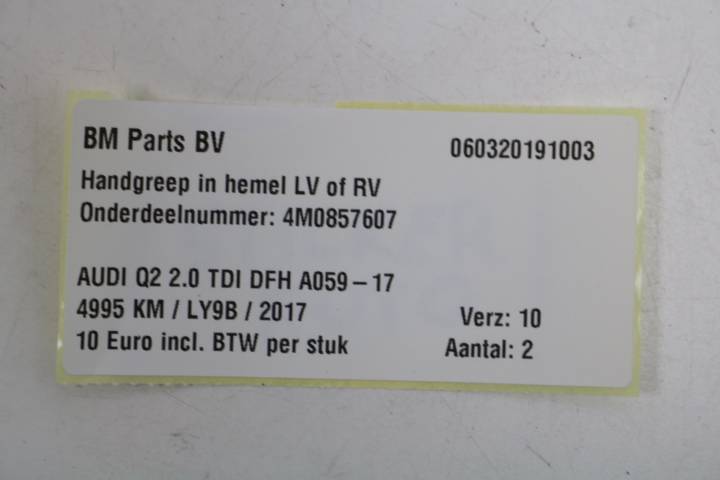 BM Parts BV 060320191003
Handgreep in hemel LV of RV
Onderdeelnummer: 4M0857607
AUDI Q2 2.0 TDI DFH A059-17
4995 KM / LY9B / 2017 Verz: 10
10 Euro incl. BTW per stuk Aantal: 2